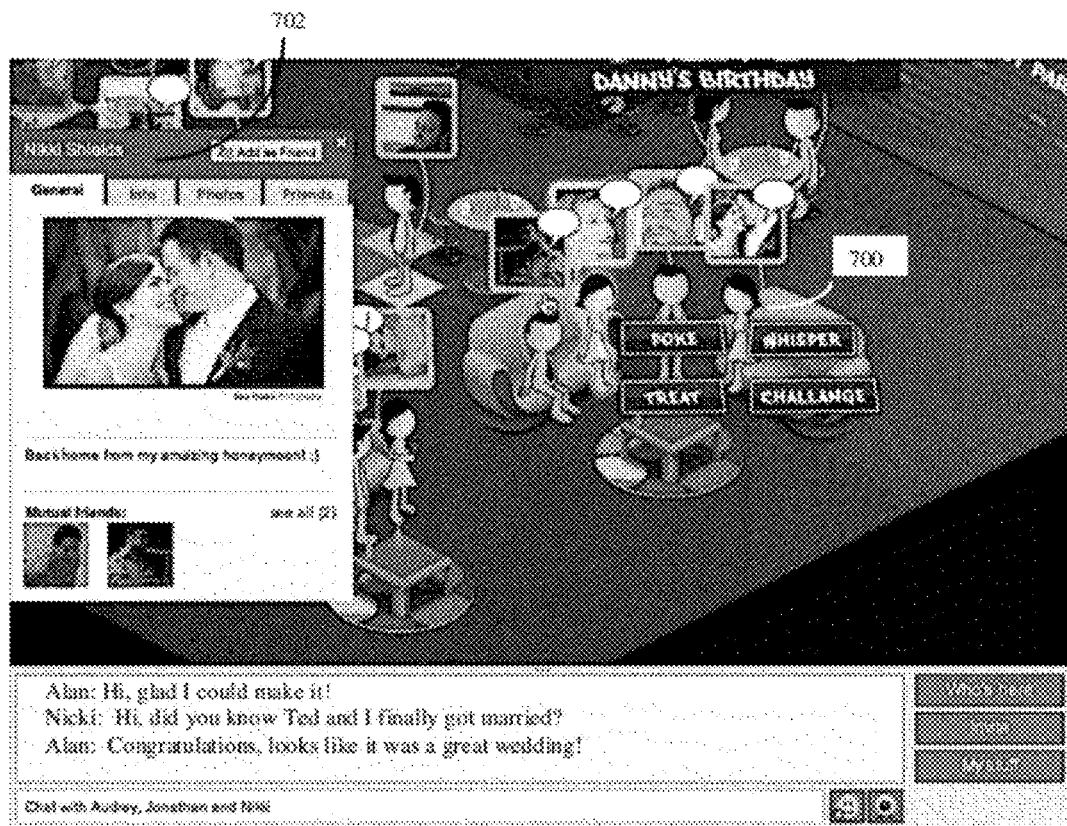 702
DANNY'S BIRTHDAY
Nikki Shields
Add as Friend
×
General
Info
Photos
Friends
700
POKE
WHISPER
TREAT
CHALLANGE
Back home from my amazing honeymoon! :)
Mutual friends:
see all (2)
Alan: Hi, glad I could make it!
Nicki: Hi, did you know Ted and I finally got married?
Alan: Congratulations, looks like it was a great wedding!
Chat with Audrey, Jonathan and Nikki